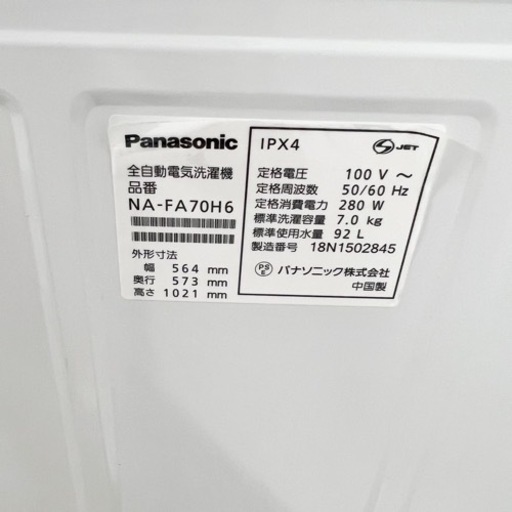 Panasonic
全自動電気洗濯機
品番
NA-FA70H6
外形寸法
幅 564 mm
奥行 573 mm
高さ 1021 mm
IPX4
S JET
定格電圧 100 V ～
定格周波数 50/60 Hz
定格消費電力 280 W
標準洗濯容量 7.0 kg
標準使用水量 92 L
製造番号 18N1502845
PSE パナソニック株式会社
中国製